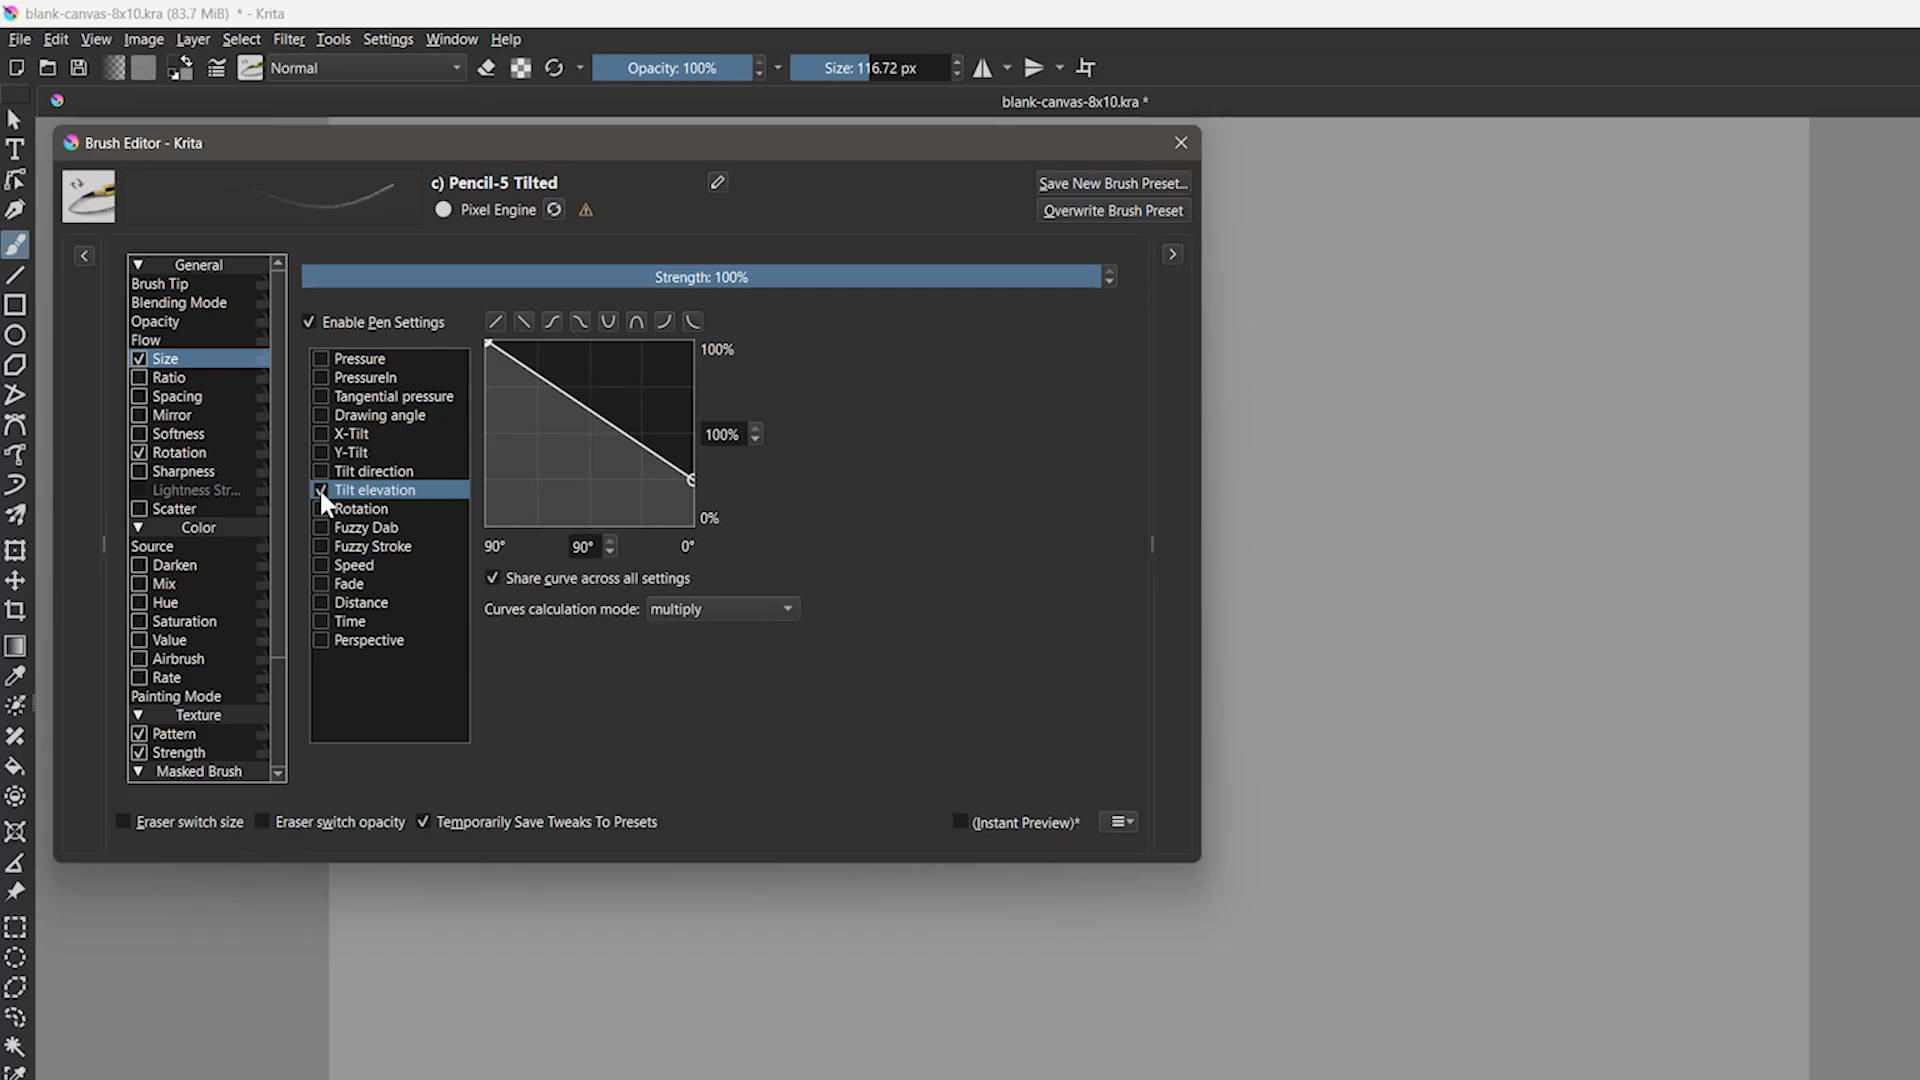 blank-canvas-8x10.kra (83.7 MiB) * - Krita
File Edit View Image Layer Select Filter Tools Settings Window Help
Normal Opacity: 100% Size: 116.72 px
blank-canvas-8x10.kra *
Brush Editor - Krita
c) Pencil-5 Tilted Save New Brush Preset...
Pixel Engine Overwrite Brush Preset
General
Brush Tip
Blending Mode
Opacity
Flow
Size
Ratio
Spacing
Mirror
Softness
Rotation
Sharpness
Lightness Str...
Scatter
Color
Source
Darken
Mix
Hue
Saturation
Value
Airbrush
Rate
Painting Mode
Texture
Pattern
Strength
Masked Brush
Strength: 100%
Enable Pen Settings
Pressure
PressureIn
Tangential pressure
Drawing angle
X-Tilt
Y-Tilt
Tilt direction
Tilt elevation
Rotation
Fuzzy Dab
Fuzzy Stroke
Speed
Fade
Distance
Time
Perspective
100%
100%
0%
90° 90° 0°
Share curve across all settings
Curves calculation mode: multiply
Eraser switch size Eraser switch opacity Temporarily Save Tweaks To Presets (Instant Preview)*